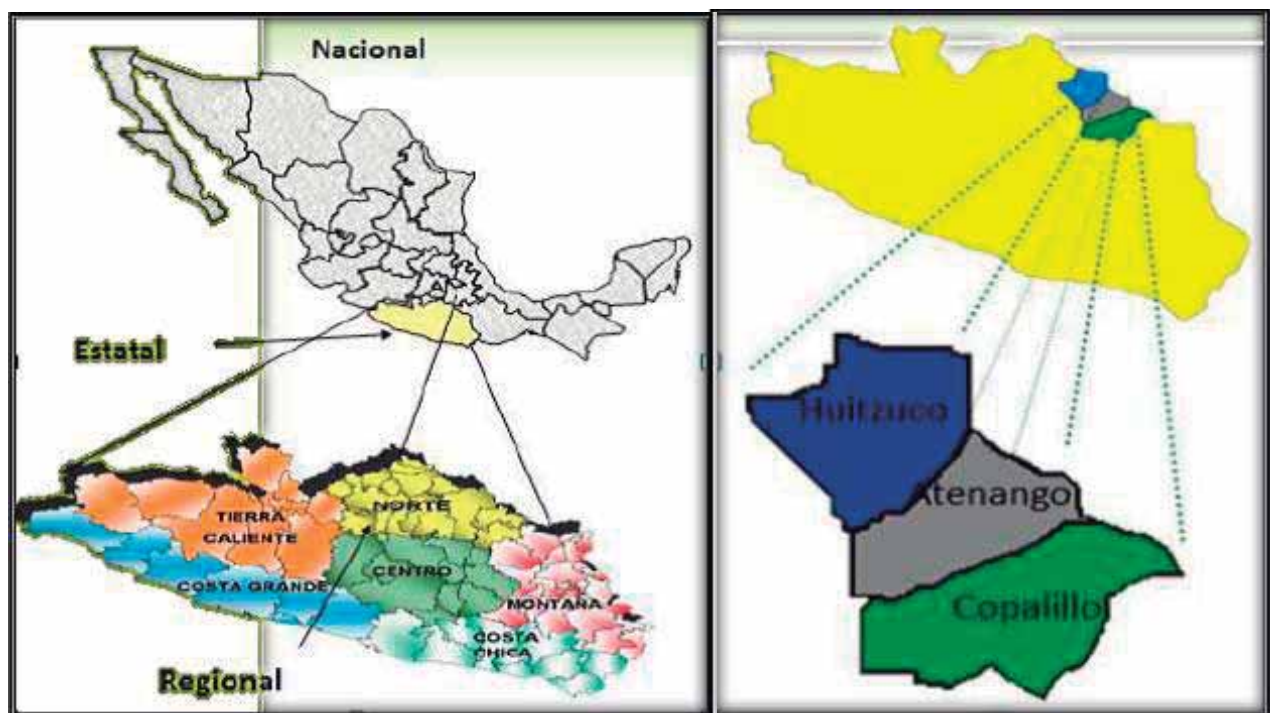 Nacional
A
Estatal
TIERRA
CALIENTE
NORTE
COSTA GRANDE
CENTRO
MONTAÑA
COSTA
CHICA
Regional
Huitzuco
Atenango
Copalillo